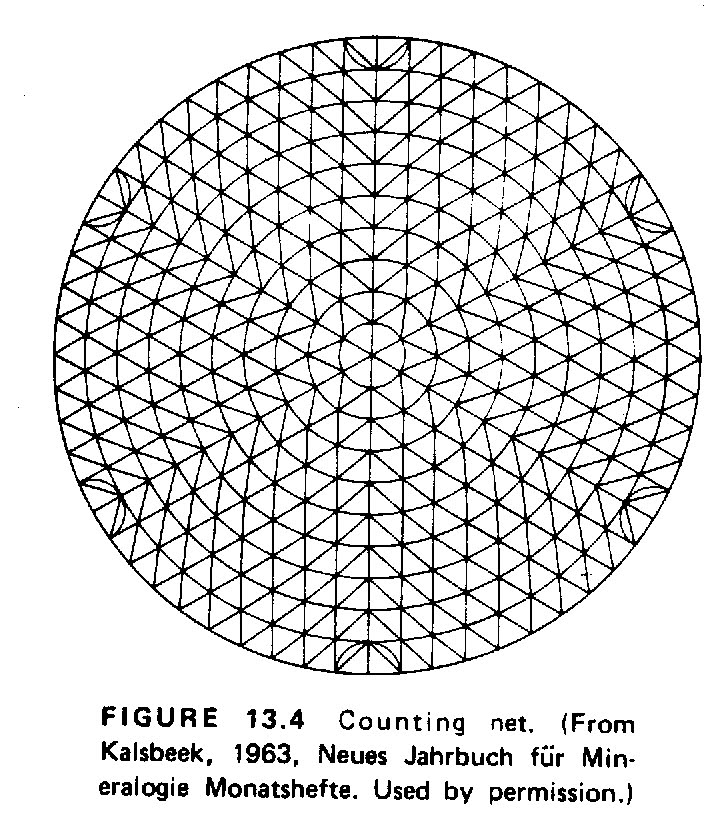 FIGURE 13.4 Counting net. (From
Kalsbeek, 1963, Neues Jahrbuch für Min-
eralogie Monatshefte. Used by permission.)